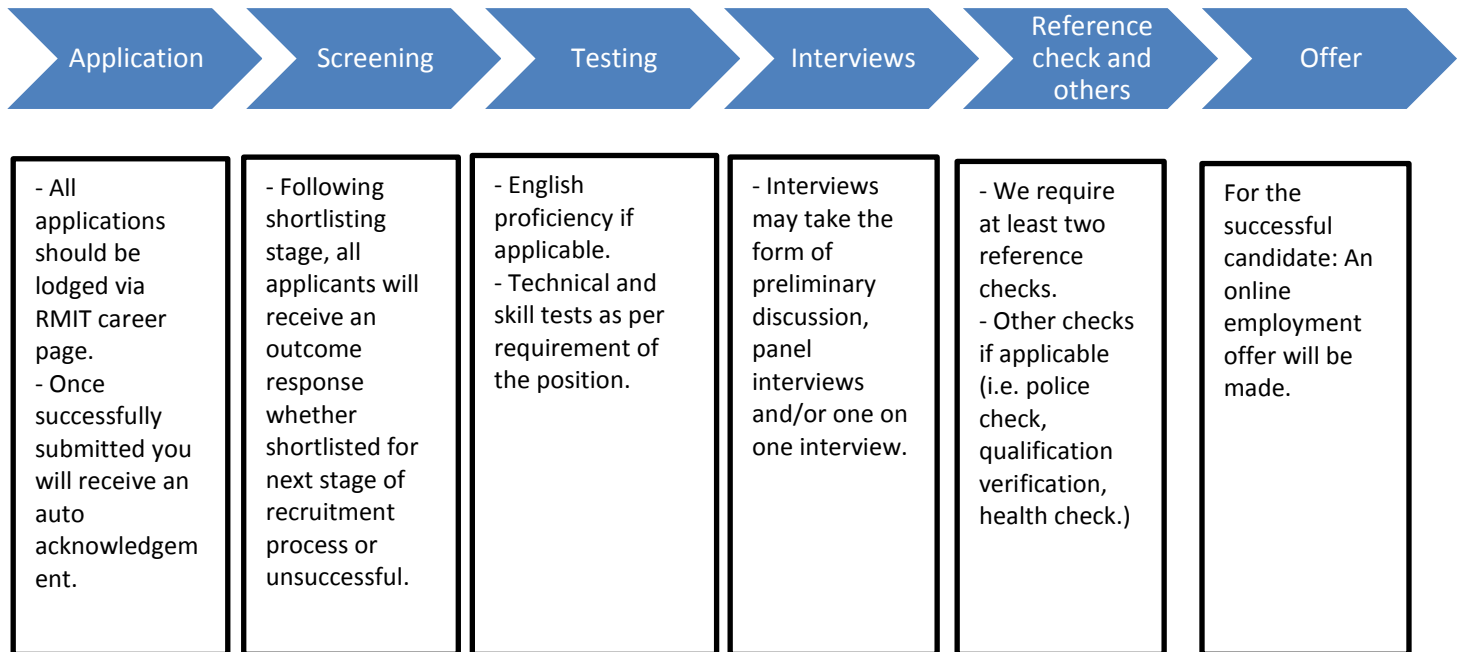 Application
Screening
Testing
Interviews
Reference
check and
others
Offer
- All
applications
should be
lodged via
RMIT career
page.
- Once
successfully
submitted you
will receive an
auto
acknowledgem
ent.
- Following
shortlisting
stage, all
applicants will
receive an
outcome
response
whether
shortlisted for
next stage of
recruitment
process or
unsuccessful.
- English
proficiency if
applicable.
- Technical and
skill tests as per
requirement of
the position.
- Interviews
may take the
form of
preliminary
discussion,
panel
interviews
and/or one on
one interview.
- We require
at least two
reference
checks.
- Other checks
if applicable
(i.e. police
check,
qualification
verification,
health check.)
For the
successful
candidate: An
online
employment
offer will be
made.